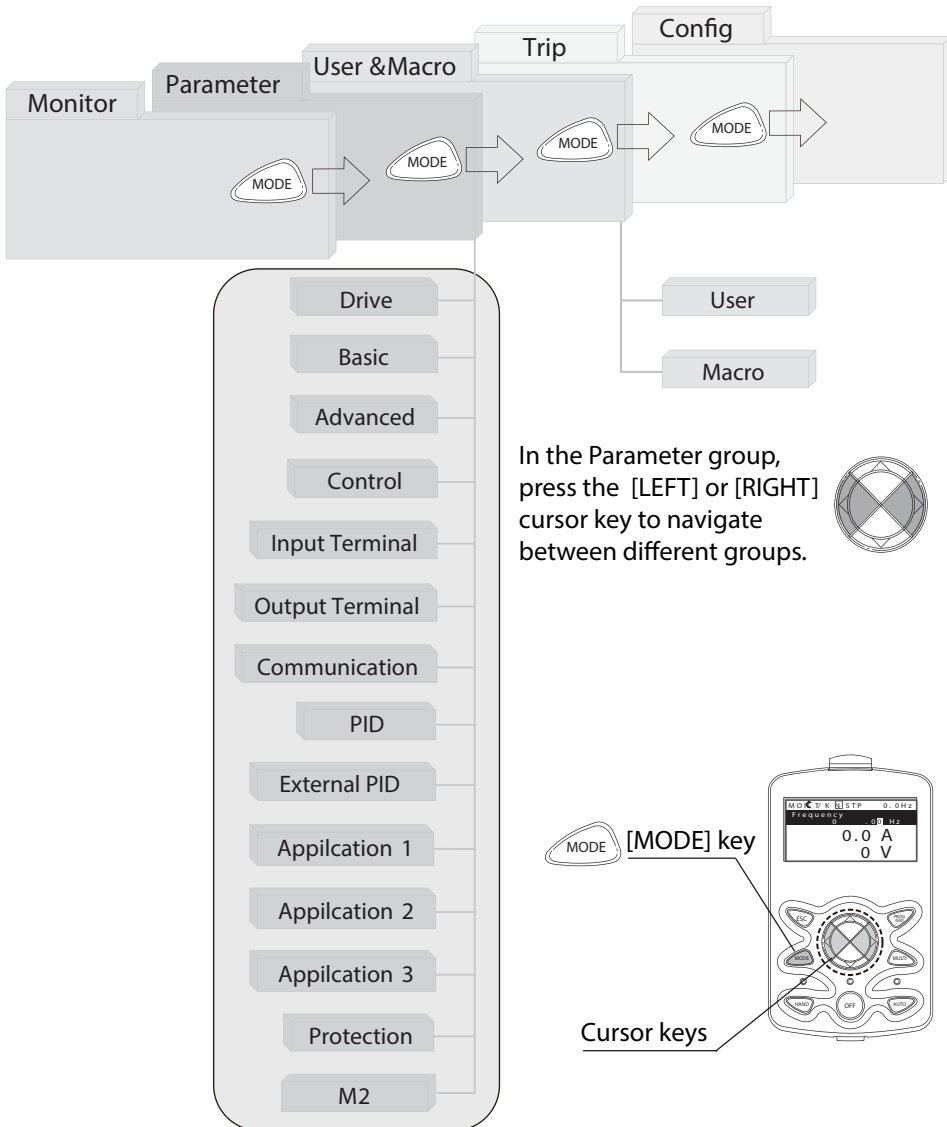 Config
Trip
User &Macro
Parameter
Monitor
MODE
MODE
MODE
MODE
Drive
Basic
Advanced
Control
Input Terminal
Output Terminal
Communication
PID
External PID
Appilcation 1
Appilcation 2
Appilcation 3
Protection
M2
User
Macro
In the Parameter group,
press the [LEFT] or [RIGHT]
cursor key to navigate
between different groups.
MODE
[MODE] key
Cursor keys
T/K N STP 0.0Hz
Frequency
0 .00 Hz
0.0 A
0 V
ESC
PROG
MODE
MULTI
HAND
OFF
AUTO